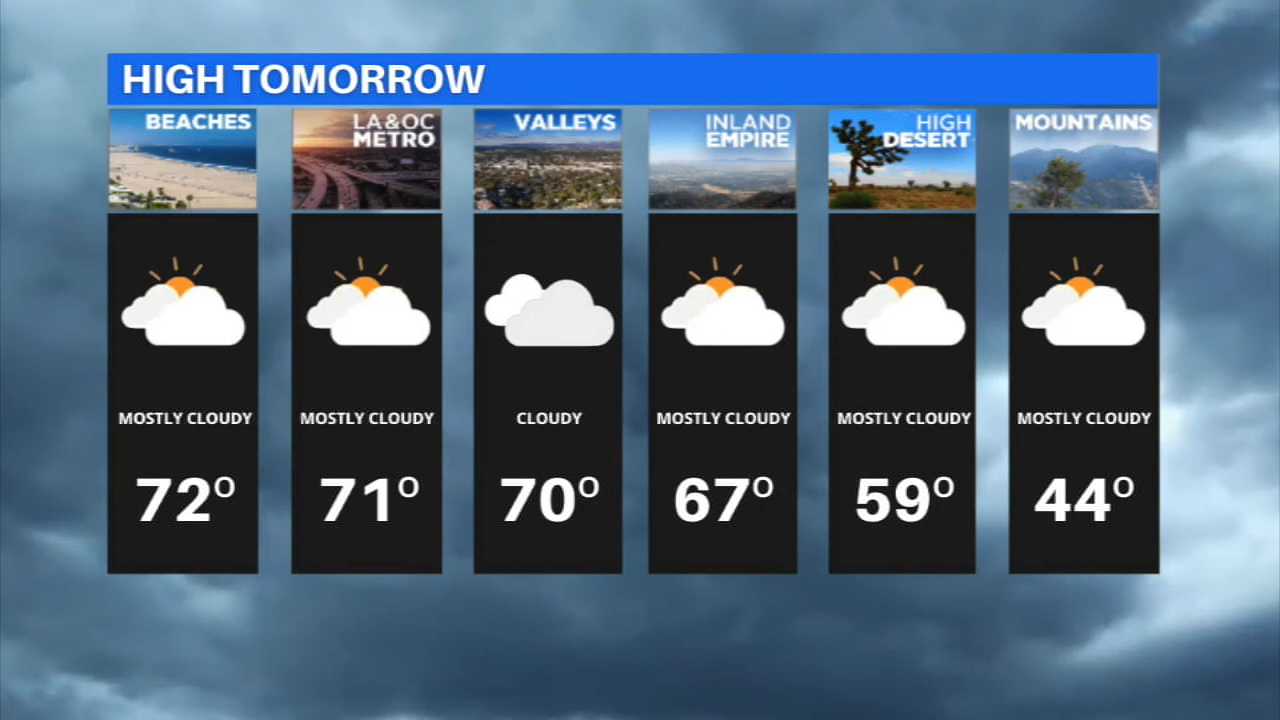 HIGH TOMORROW
BEACHES
LA&OC
METRO
VALLEYS
INLAND
EMPIRE
HIGH
DESERT
MOUNTAINS
MOSTLY CLOUDY
MOSTLY CLOUDY
CLOUDY
MOSTLY CLOUDY
MOSTLY CLOUDY
MOSTLY CLOUDY
72°
71°
70°
67°
59°
44°